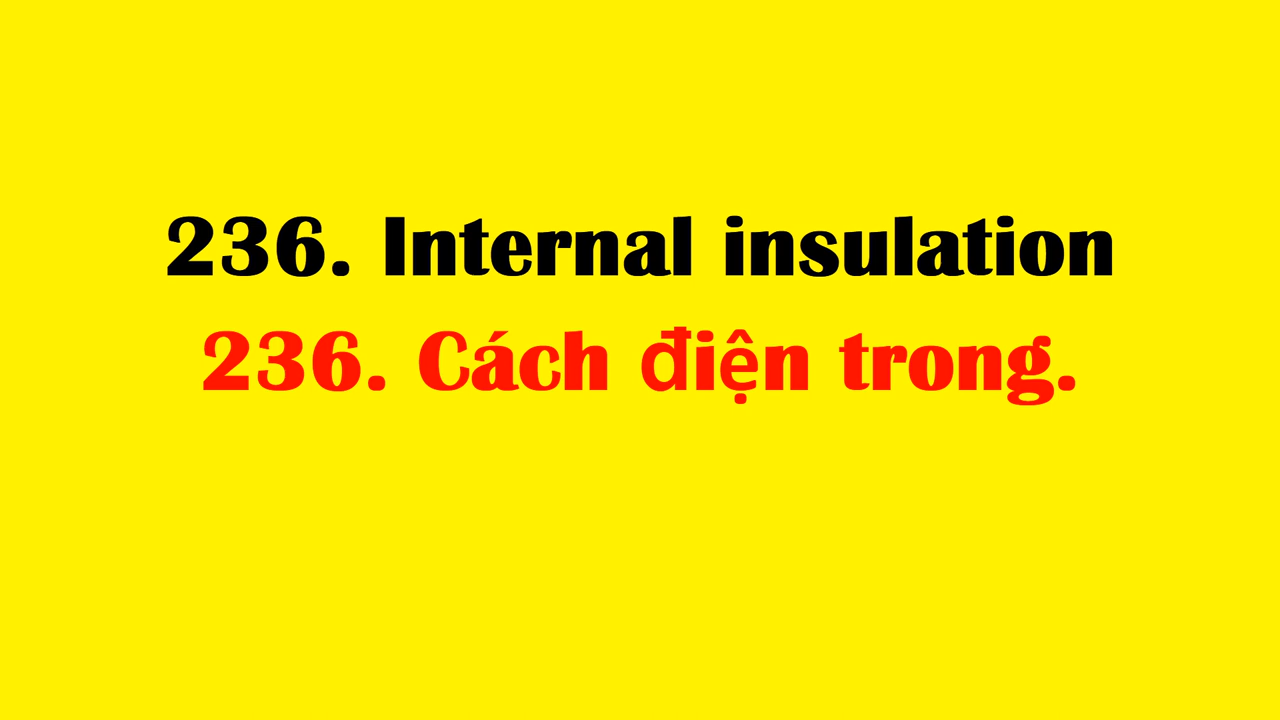 236. Internal insulation
236. Cách điện trong.